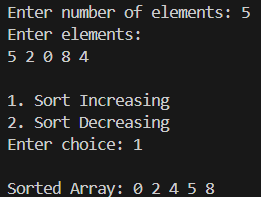 Enter number of elements: 5
Enter elements:
5 2 0 8 4
1. Sort Increasing
2. Sort Decreasing
Enter choice: 1
Sorted Array: 0 2 4 5 8